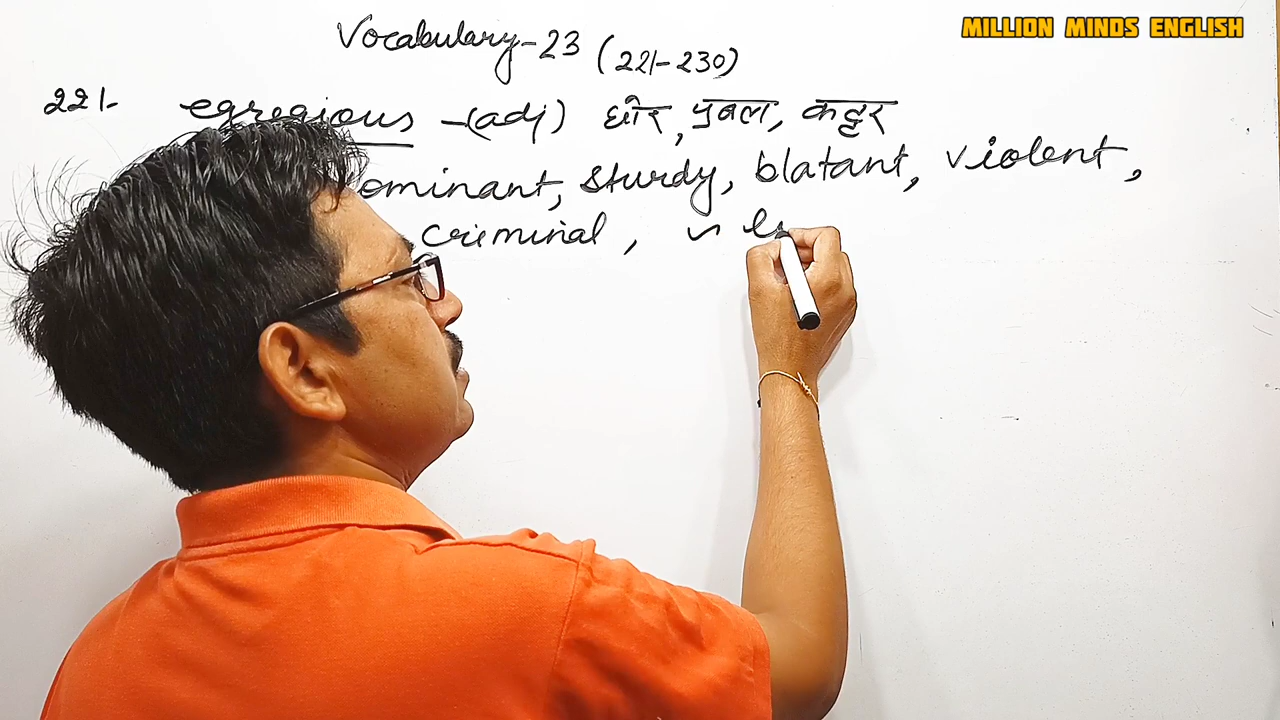 MILLION MINDS ENGLISH
Vocabulary-23 (221-230)
221- egregious -(adj) घोर, प्रबल, कट्टर
ominant, sturdy, blatant, violent,
criminal,